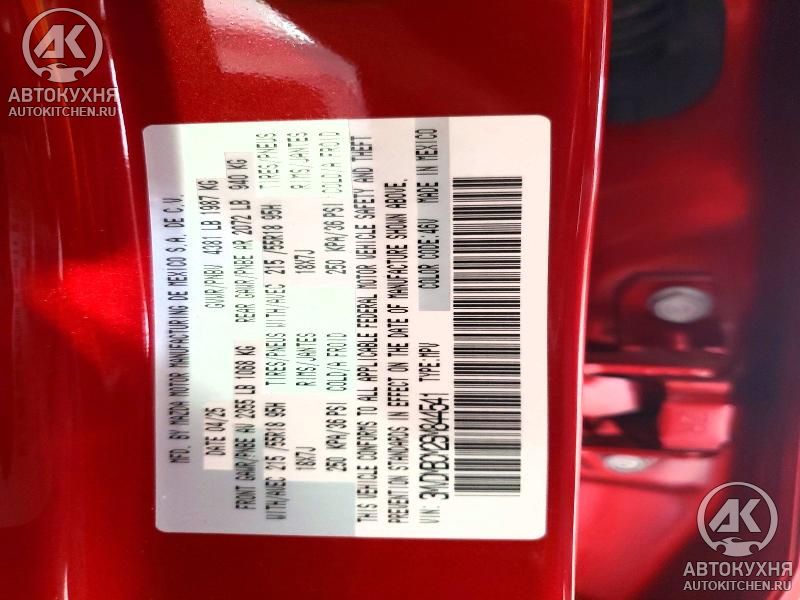 АВТОКУХНЯ
AUTOKITCHEN.RU
MFD. BY MAZDA MOTOR MANUFACTURING DE MEXICO S.A. DE C.V.
DATE 04/25 GVWR/PNBV 4381 LB 1987 KG
FRONT GAWR/PNBE AV 2355 LB 1068 KG REAR GAWR/PNBE AR 2072 LB 940 KG
WITH/AVEC 215 /55R18 95H TIRES/PNEUS WITH/AVEC 215 /55R18 95H TIRES/PNEUS
18X7J RIMS/JANTES 18X7J RIMS/JANTES
250 KPA/36 PSI COLD/A FROID 250 KPA/36 PSI COLD/A FROID
THIS VEHICLE CONFORMS TO ALL APPLICABLE FEDERAL MOTOR VEHICLE SAFETY AND THEFT
PREVENTION STANDARDS IN EFFECT ON THE DATE OF MANUFACTURE SHOWN ABOVE.
VIN: TYPE:MPV COLOR CODE:46V MADE IN MEXICO
АВТОКУХНЯ
AUTOKITCHEN.RU